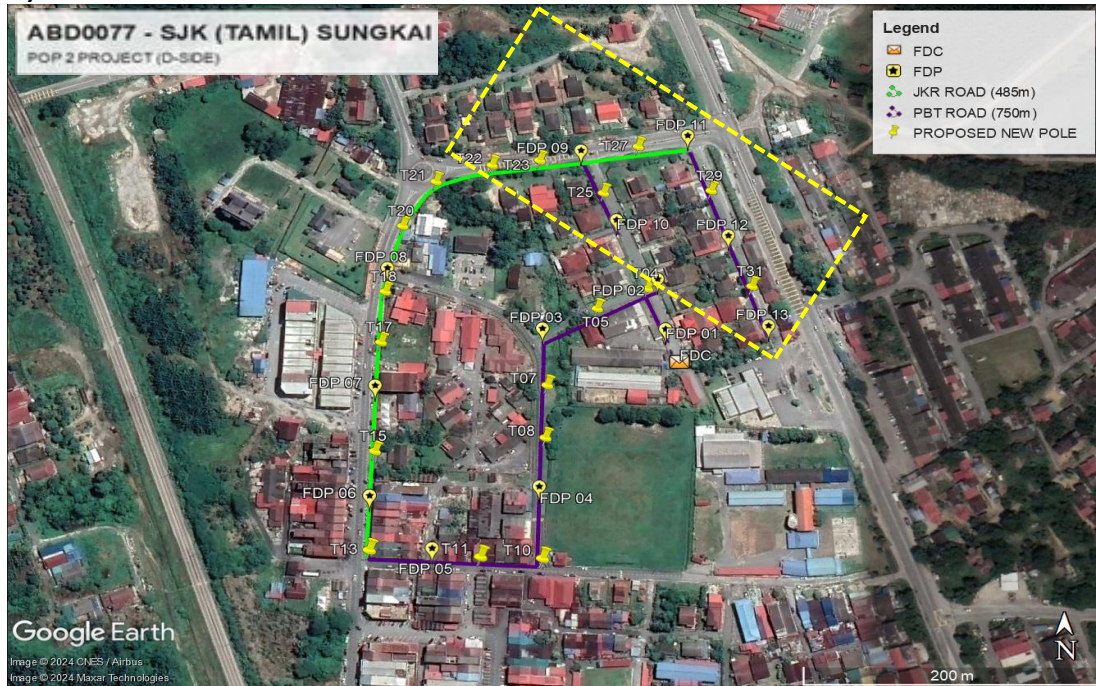 ABD0077 - SJK (TAMIL) SUNGKAI
POP 2 PROJECT (D-SIDE)
Legend
FDC
FDP
JKR ROAD (485m)
PBT ROAD (750m)
PROPOSED NEW POLE
FDP 11
T27
FDP 09
T22
T23
T21
T29
T25
T20
FDP 10
FDP 12
FDP 08
T18
T04
FDP 02
T31
T05
FDP 03
FDP 01
FDP 13
T17
FDC
FDP 07
T07
T15
T08
FDP 06
FDP 04
T13
T11
T10
FDP 05
Google Earth
Image © 2024 CNES / Airbus
Image © 2024 Maxar Technologies
200 m
N